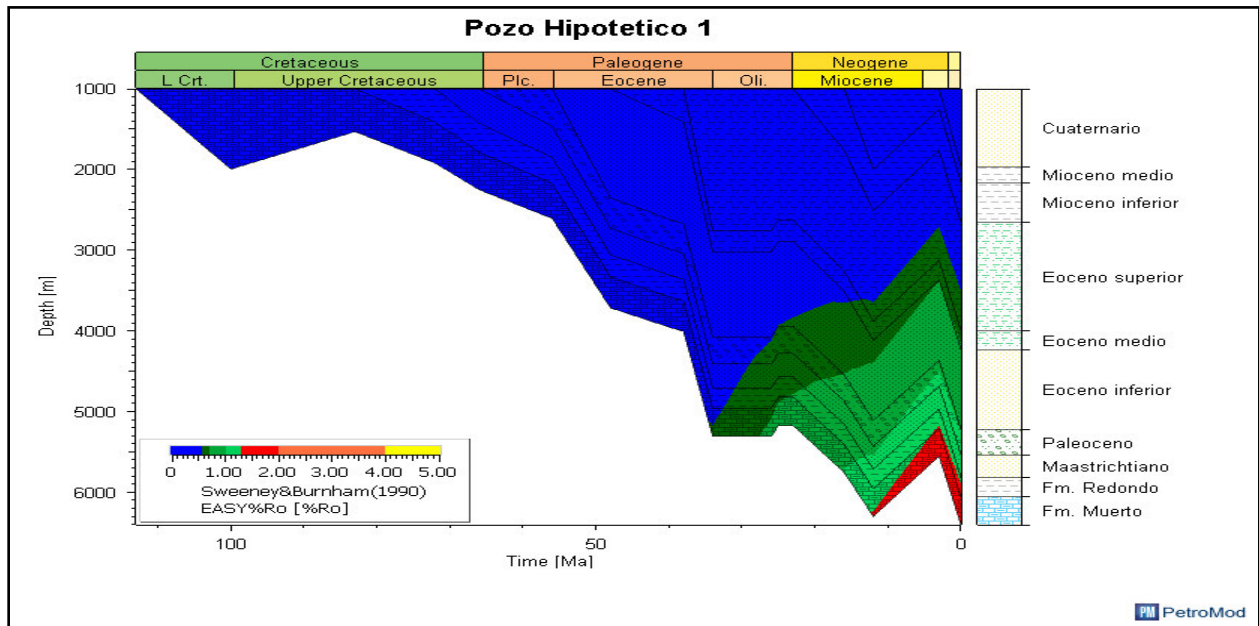 Pozo Hipotetico 1
Cretaceous Paleogene Neogene
L Crt. Upper Cretaceous Plc. Eocene Oli. Miocene
1000
2000
3000
4000
5000
6000
Depth [m]
100 50 0
Time [Ma]
0 1.00 2.00 3.00 4.00 5.00
Sweeney&Burnham(1990)
EASY%Ro [%Ro]
Cuaternario
Mioceno medio
Mioceno inferior
Eoceno superior
Eoceno medio
Eoceno inferior
Paleoceno
Maastrichtiano
Fm. Redondo
Fm. Muerto
PM PetroMod